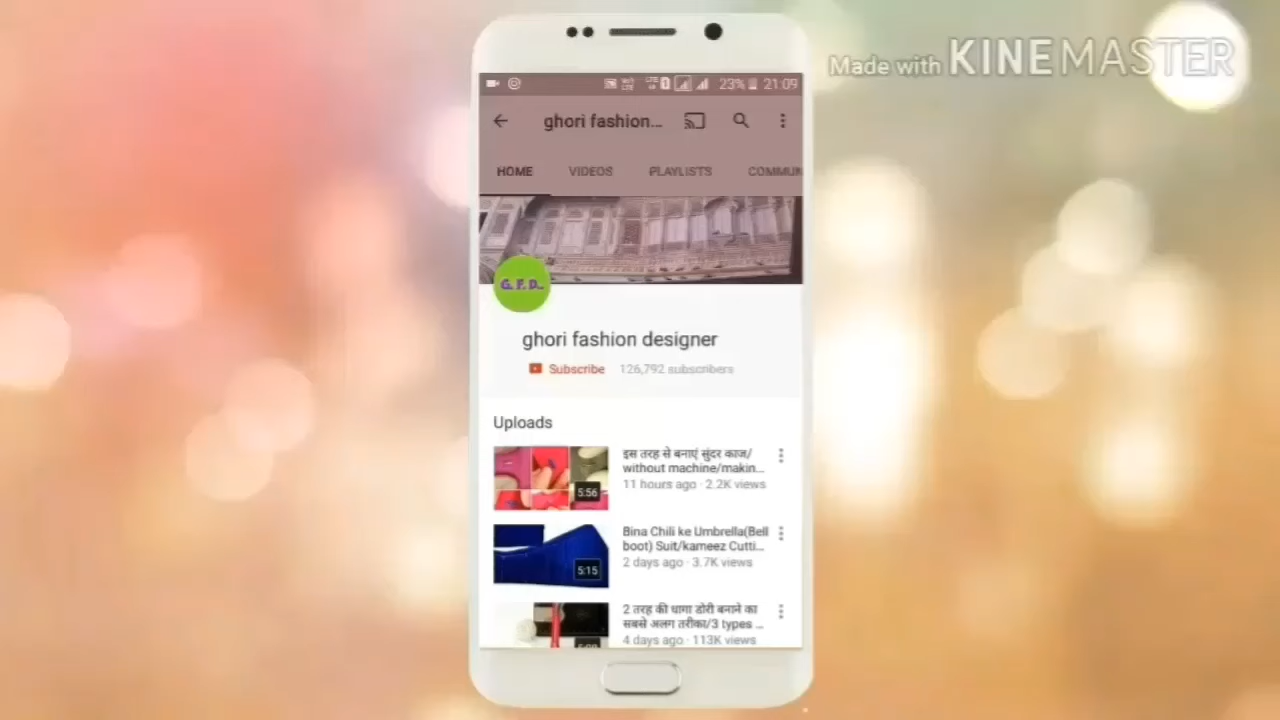 Made with KINEMASTER
23% 21:09
ghori fashion...
HOME VIDEOS PLAYLISTS COMMUN
G. F. D..
ghori fashion designer
Subscribe 126,792 subscribers
Uploads
इस तरह से बनाएं सुंदर काज/
without machine/makin...
11 hours ago · 2.2K views
5:56
Bina Chili ke Umbrella(Bell
boot) Suit/kameez Cutti...
2 days ago · 3.7K views
5:15
2 तरह की धागा डोरी बनाने का
सबसे अलग तरीका/3 types ...
4 days ago · 113K views